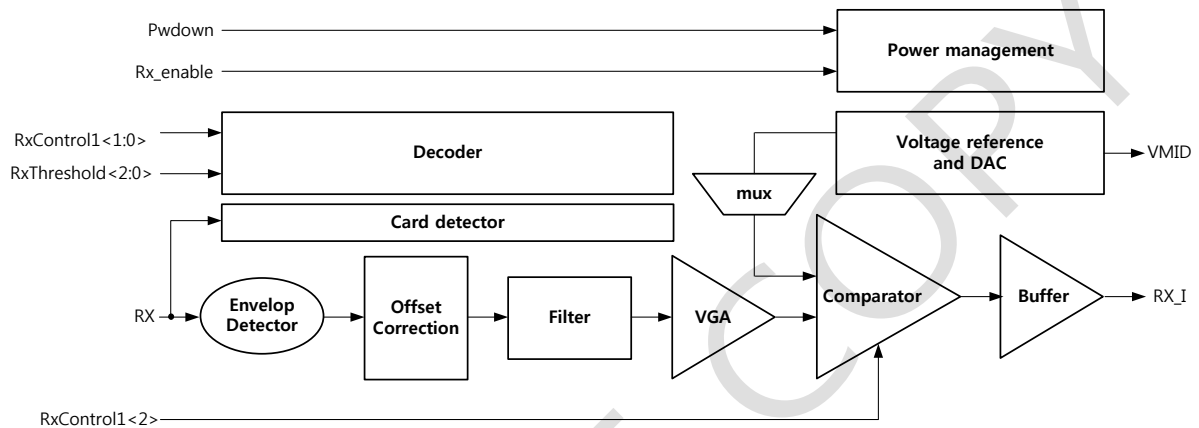 Pwdown
Power management
Rx_enable
RxControl1<1:0>
Decoder
RxThreshold<2:0>
Voltage reference
and DAC
VMID
mux
Card detector
RX
Envelop
Detector
Offset
Correction
Filter
VGA
Comparator
Buffer
RX_I
RxControl1<2>
COPY